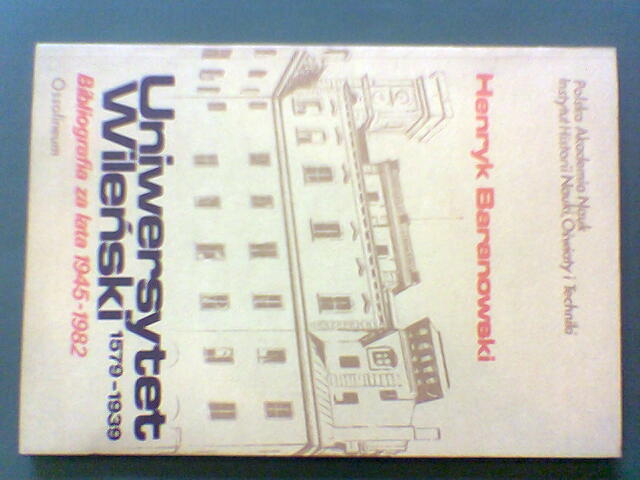 Polska Akademia Nauk
Instytut Historii Nauki, Oświaty i Techniki
Henryk Baranowski
Uniwersytet
Wileński 1579-1939
Bibliografia za lata 1945-1982
Ossolineum